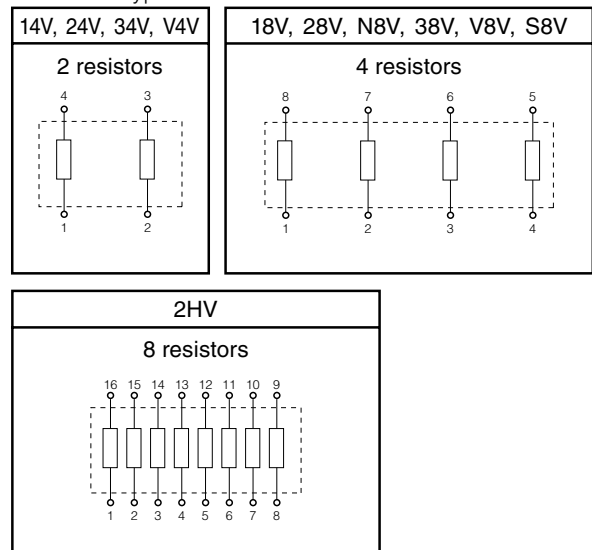 14V, 24V, 34V, V4V
2 resistors
4 3
1 2
18V, 28V, N8V, 38V, V8V, S8V
4 resistors
8 7 6 5
1 2 3 4
2HV
8 resistors
16 15 14 13 12 11 10 9
1 2 3 4 5 6 7 8